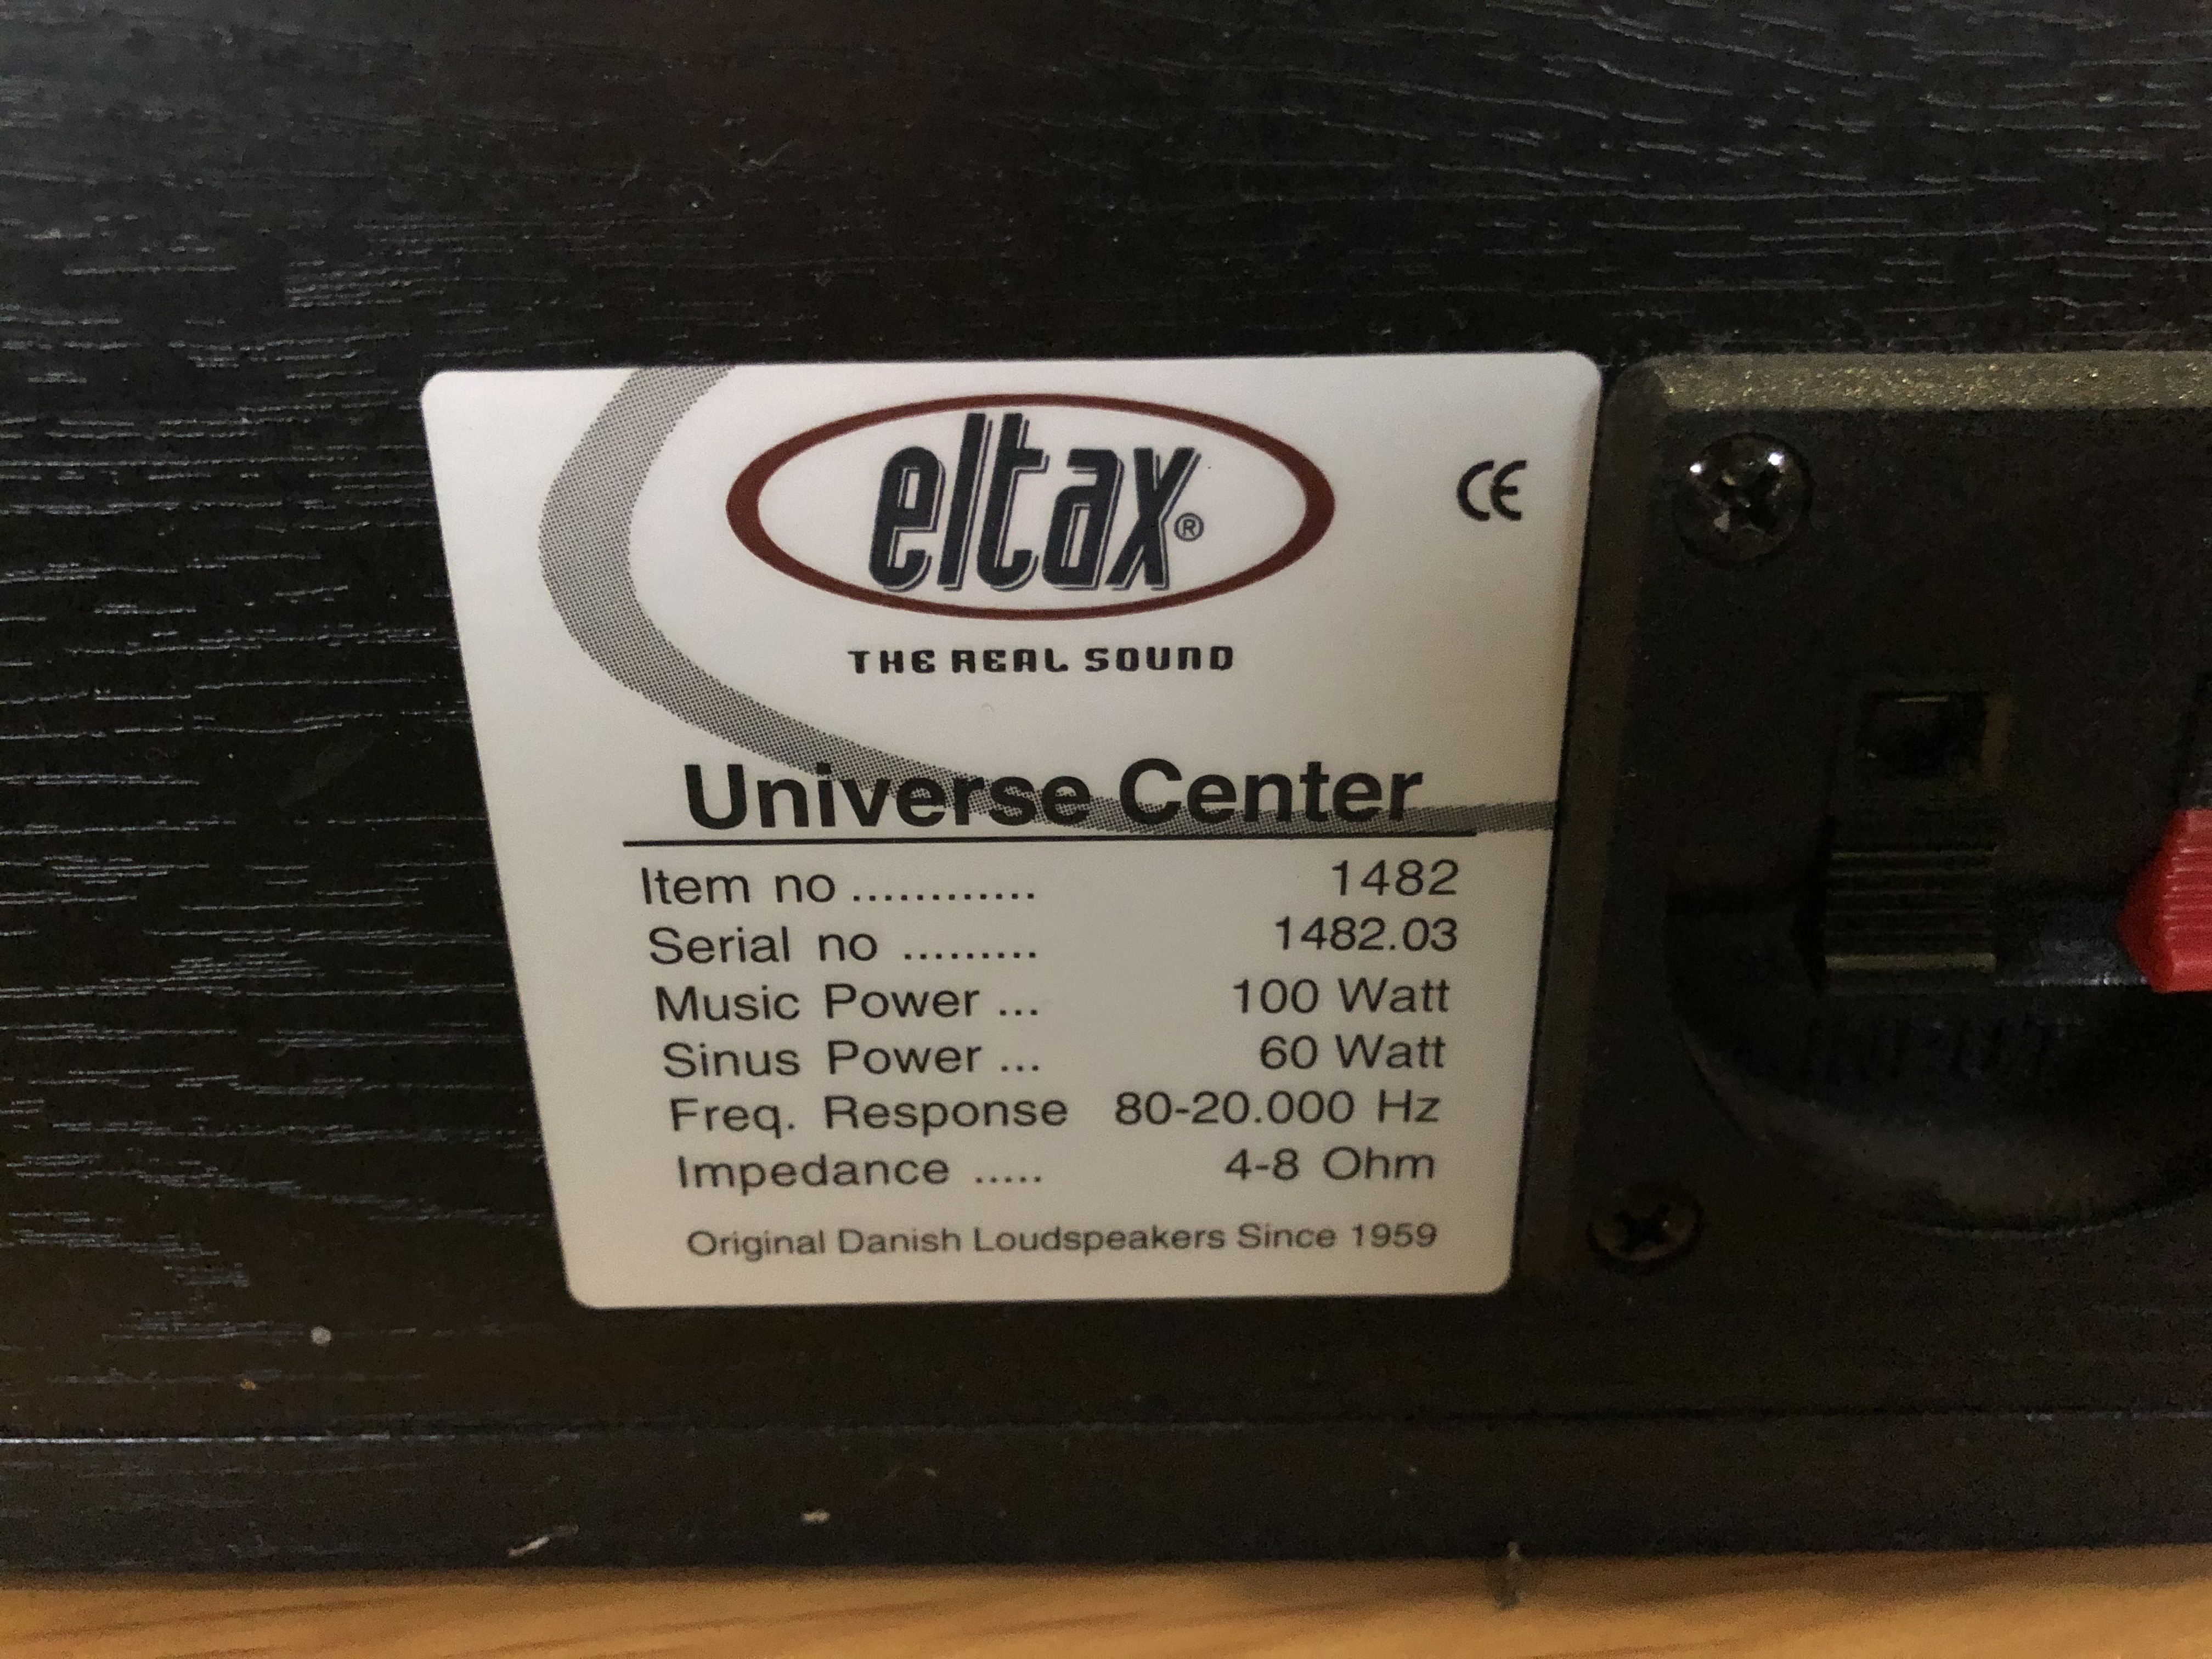 eltax®
CE
THE REAL SOUND
Universe Center
Item no ............ 1482
Serial no ......... 1482.03
Music Power ... 100 Watt
Sinus Power ... 60 Watt
Freq. Response 80-20.000 Hz
Impedance ..... 4-8 Ohm
Original Danish Loudspeakers Since 1959